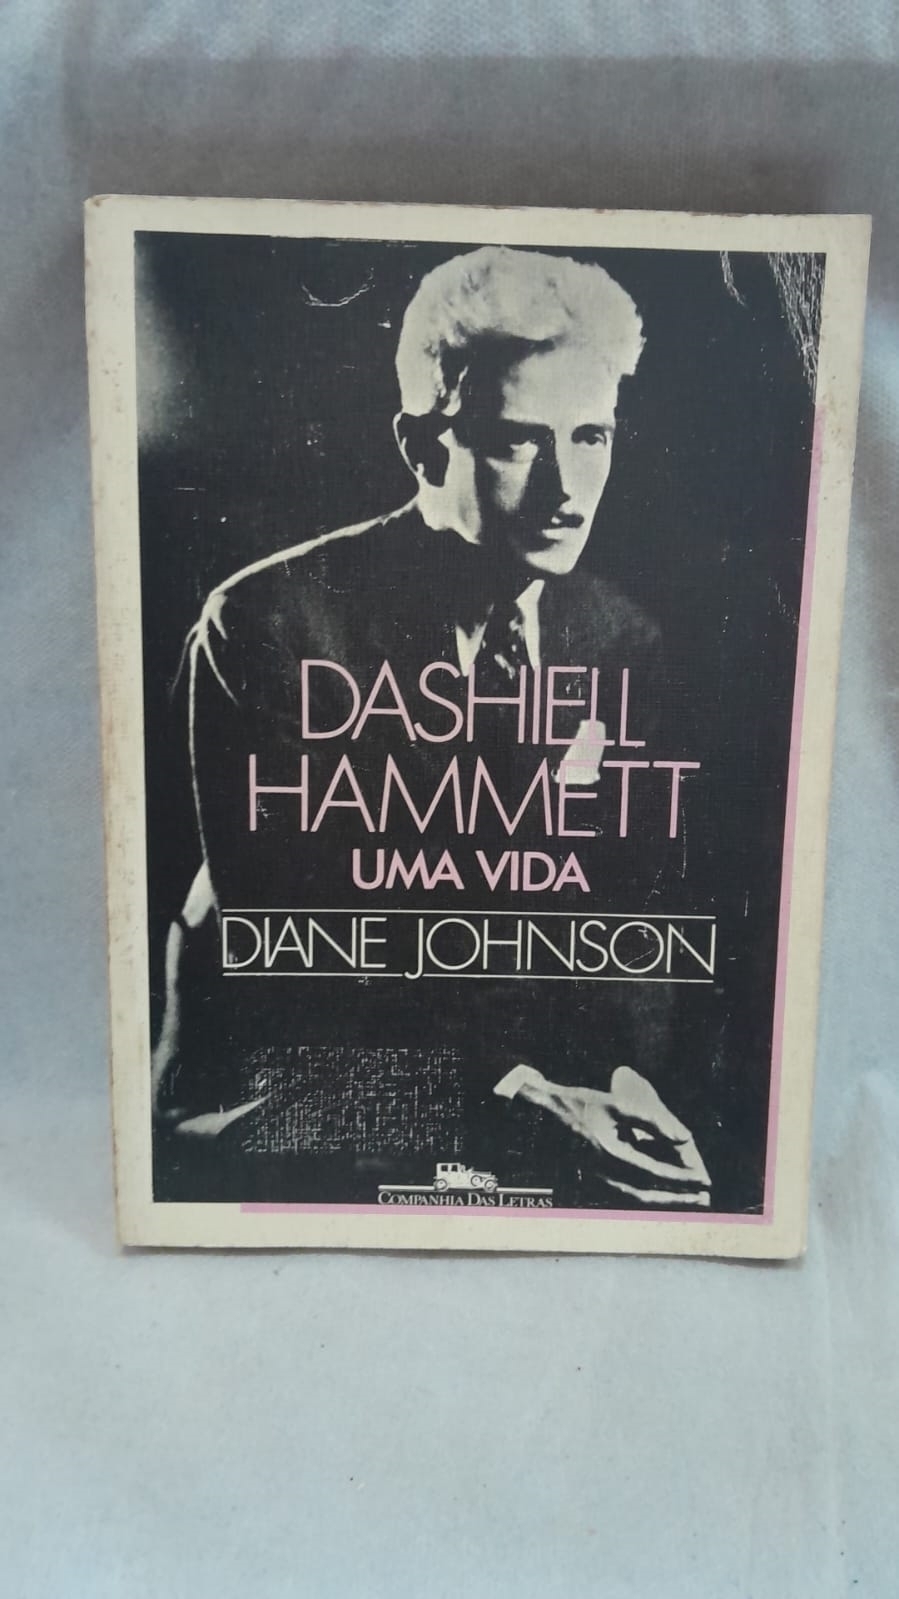 DASHIELL
HAMMETT
UMA VIDA
DIANE JOHNSON
COMPANHIA DAS LETRAS